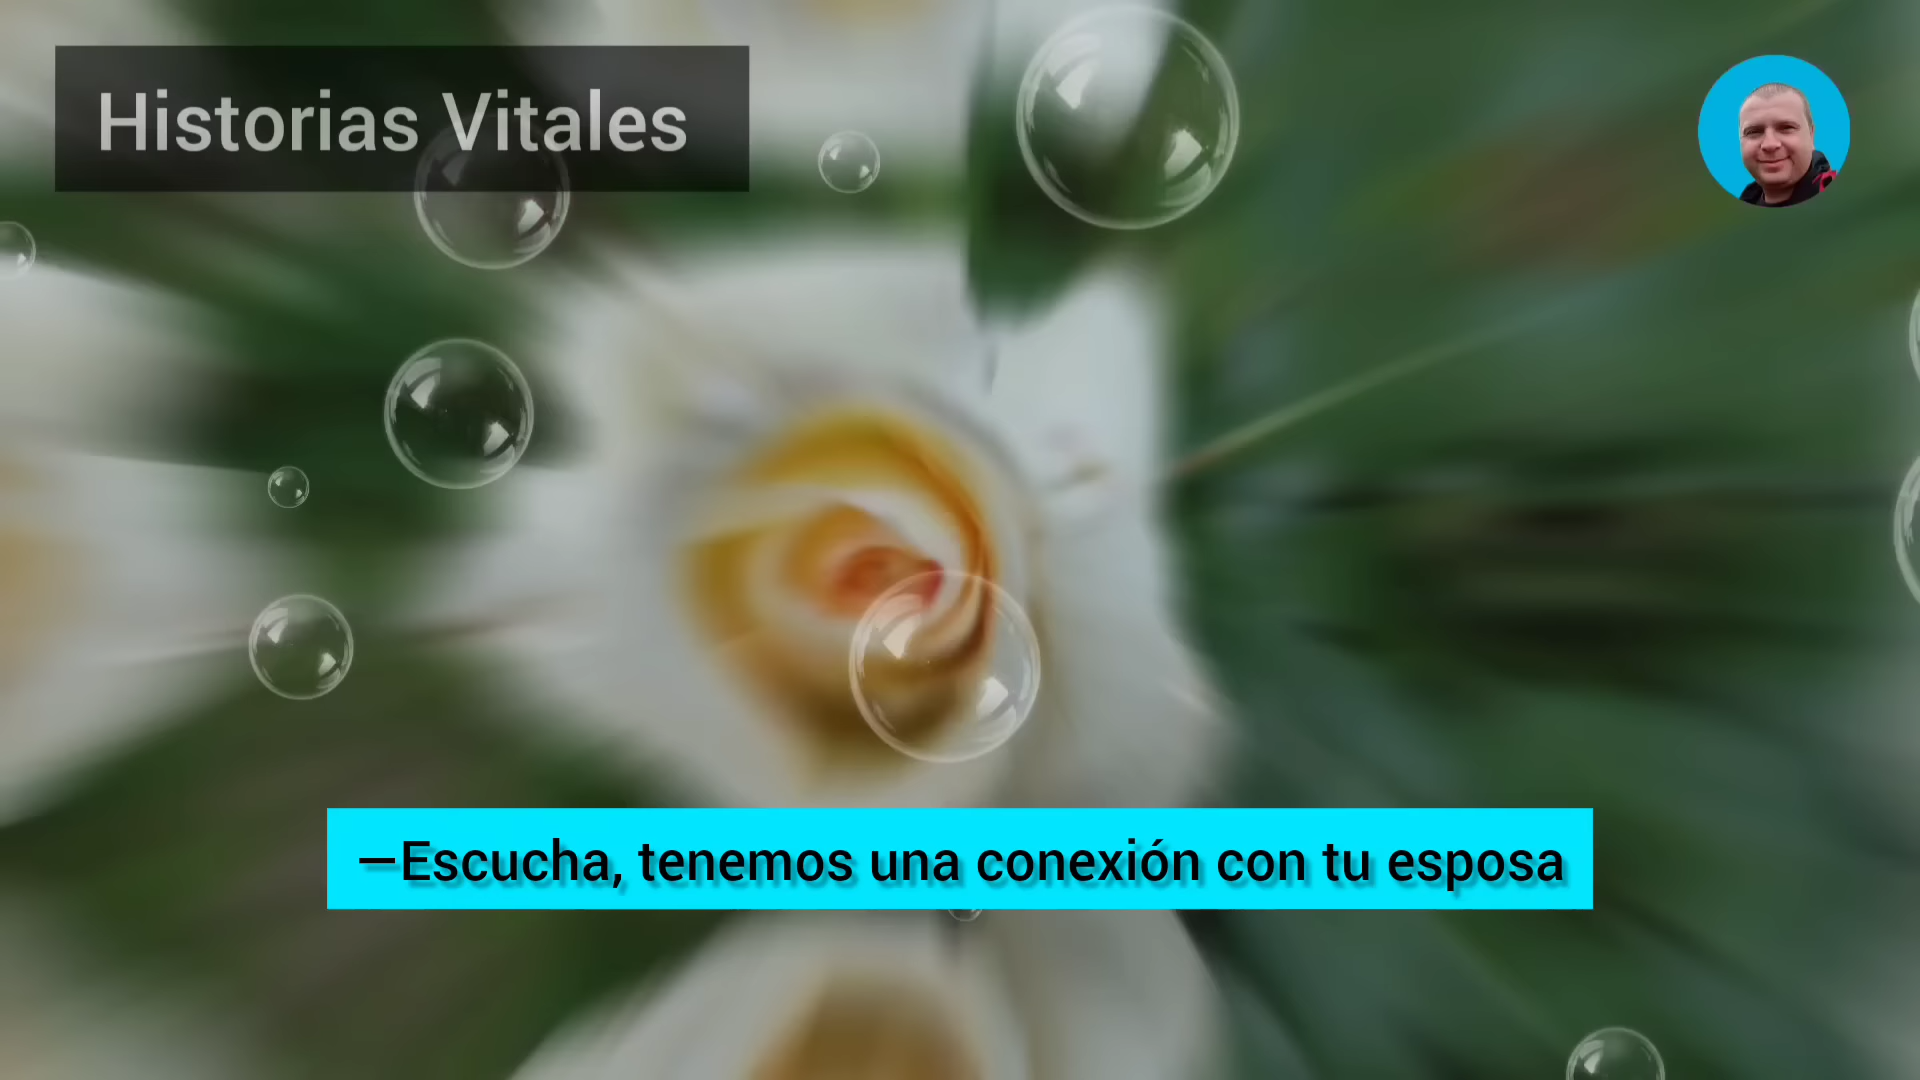 Historias Vitales
—Escucha, tenemos una conexión con tu esposa